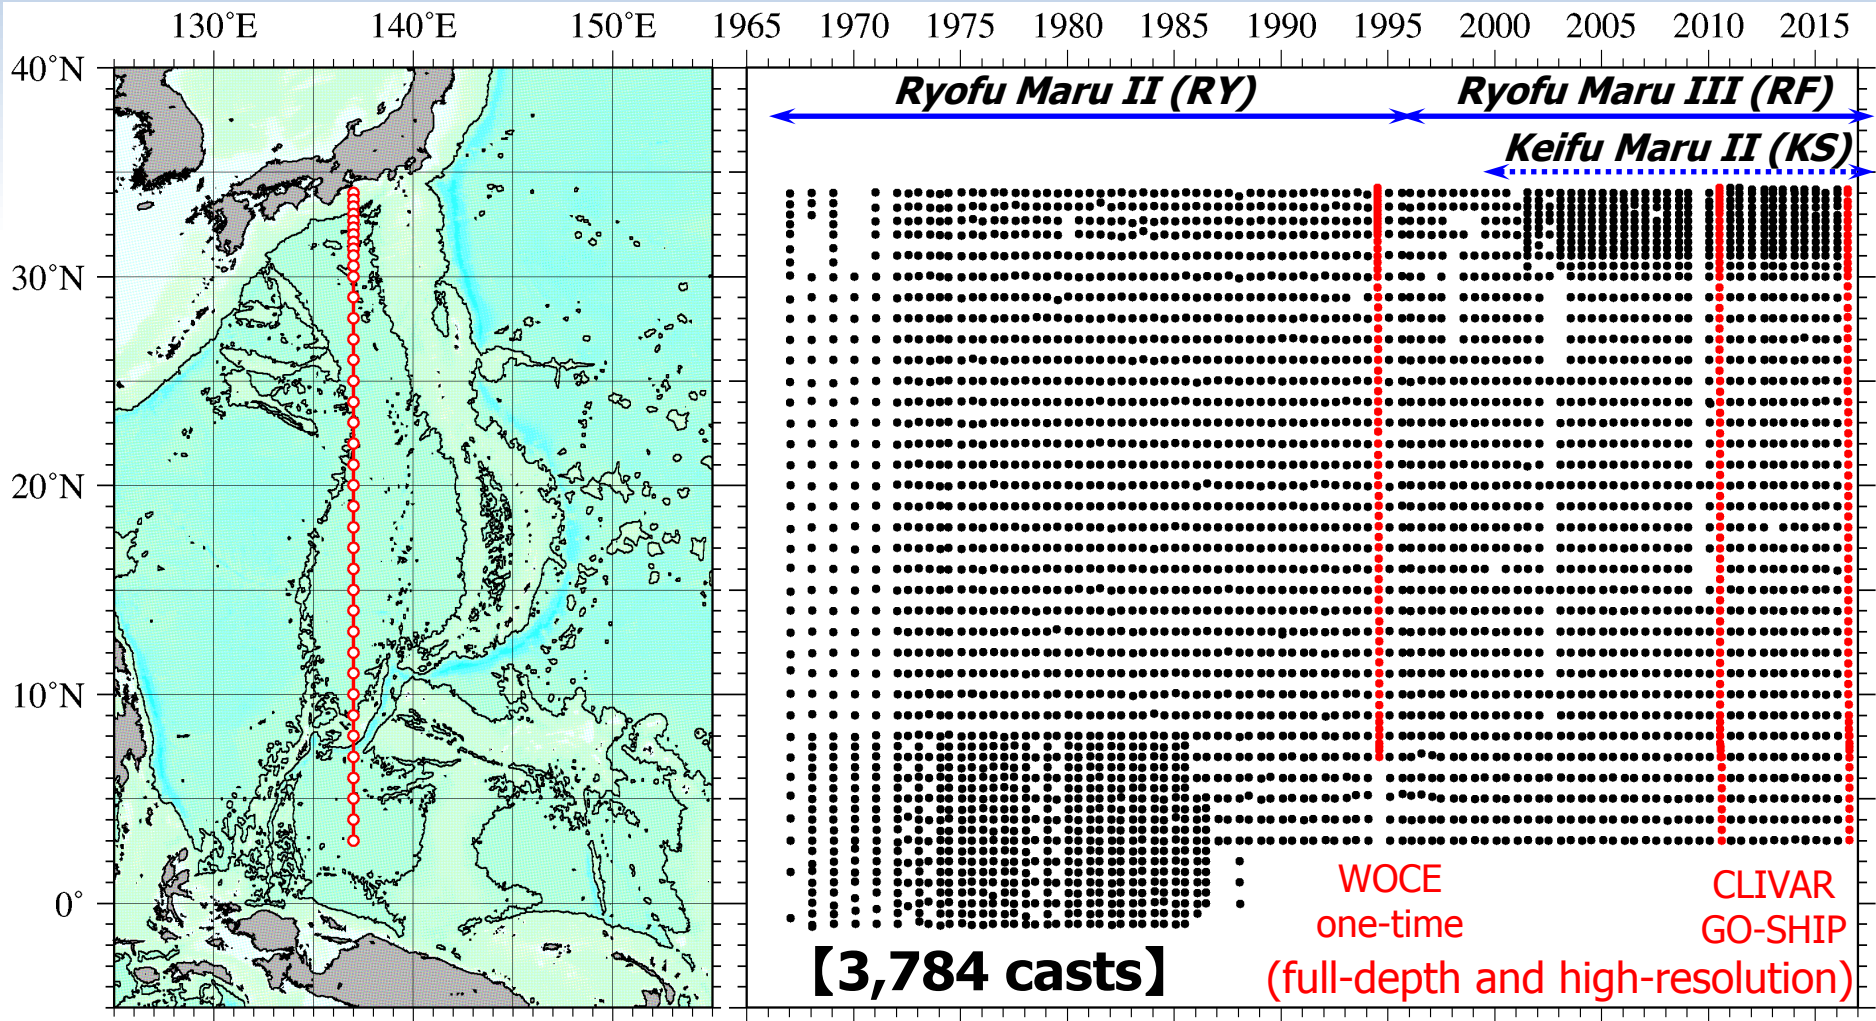 130°E 140°E 150°E 1965 1970 1975 1980 1985 1990 1995 2000 2005 2010 2015
40°N
Ryofu Maru II (RY) Ryofu Maru III (RF)
Keifu Maru II (KS)
30°N
20°N
10°N
0°
WOCE
one-time
CLIVAR
GO-SHIP
【3,784 casts】
(full-depth and high-resolution)